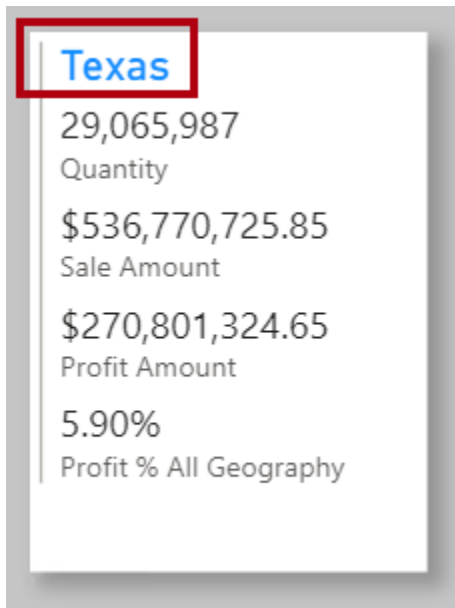 Texas
29,065,987
Quantity
$536,770,725.85
Sale Amount
$270,801,324.65
Profit Amount
5.90%
Profit % All Geography